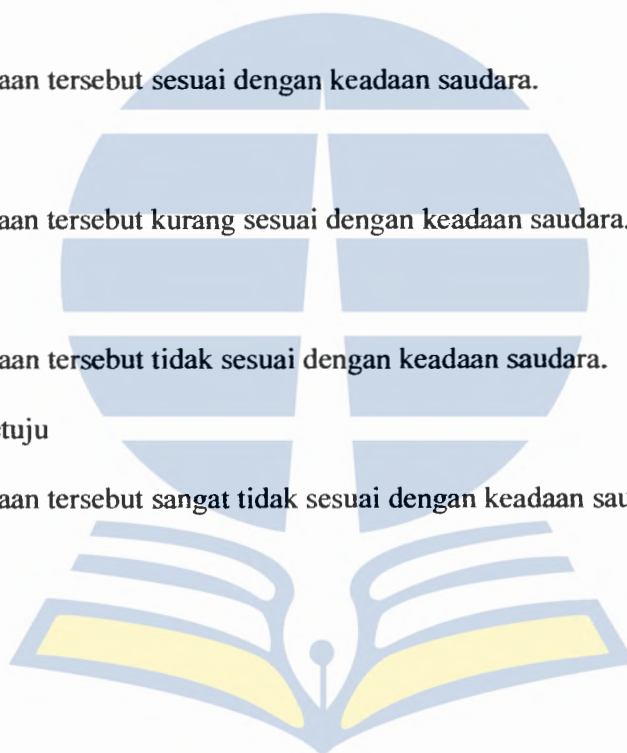 aan tersebut sesuai dengan keadaan saudara.
aan tersebut kurang sesuai dengan keadaan saudara.
aan tersebut tidak sesuai dengan keadaan saudara.
tuju
aan tersebut sangat tidak sesuai dengan keadaan sau